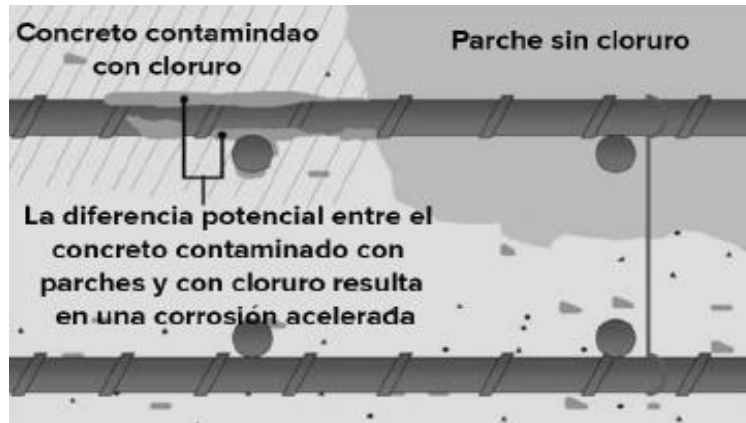 Concreto contamindao
con cloruro
Parche sin cloruro
La diferencia potencial entre el
concreto contaminado con
parches y con cloruro resulta
en una corrosión acelerada